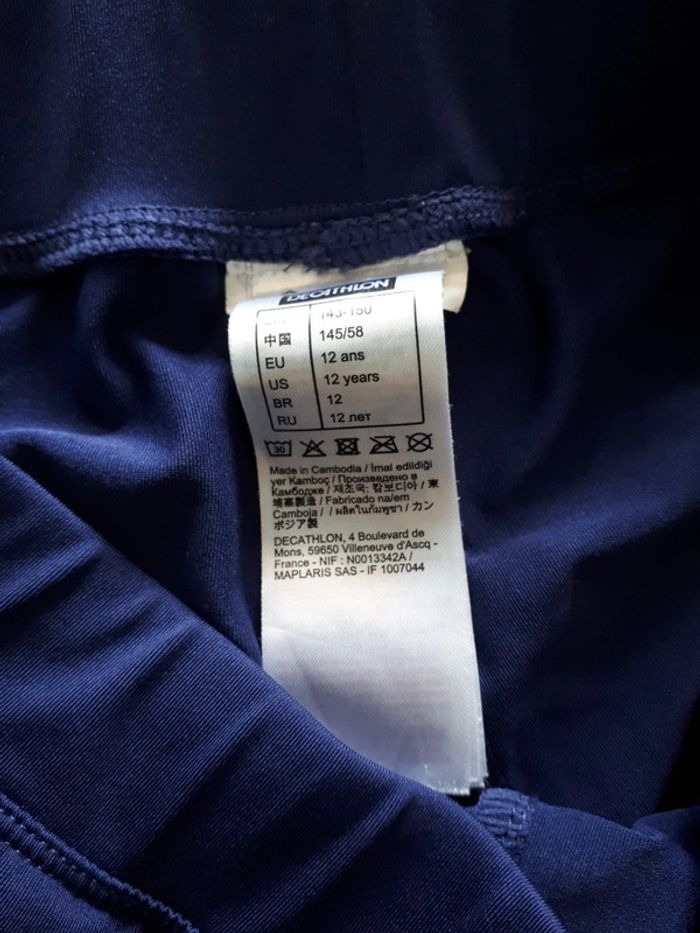 DECATHLON
143-150
中国 145/58
EU 12 ans
US 12 years
BR 12
RU 12 лет
30
Made in Cambodia / İmal edildiği
yer Kamboç / Произведено в
Камбодже / 제조국: 캄보디아 / 東
埔寨製造 / Fabricado na/em
Camboja / / ผลิตในกัมพูชา / カン
ボジア製
DECATHLON, 4 Boulevard de
Mons, 59650 Villeneuve d'Ascq -
France - NIF : N0013342A /
MAPLARIS SAS - IF 1007044